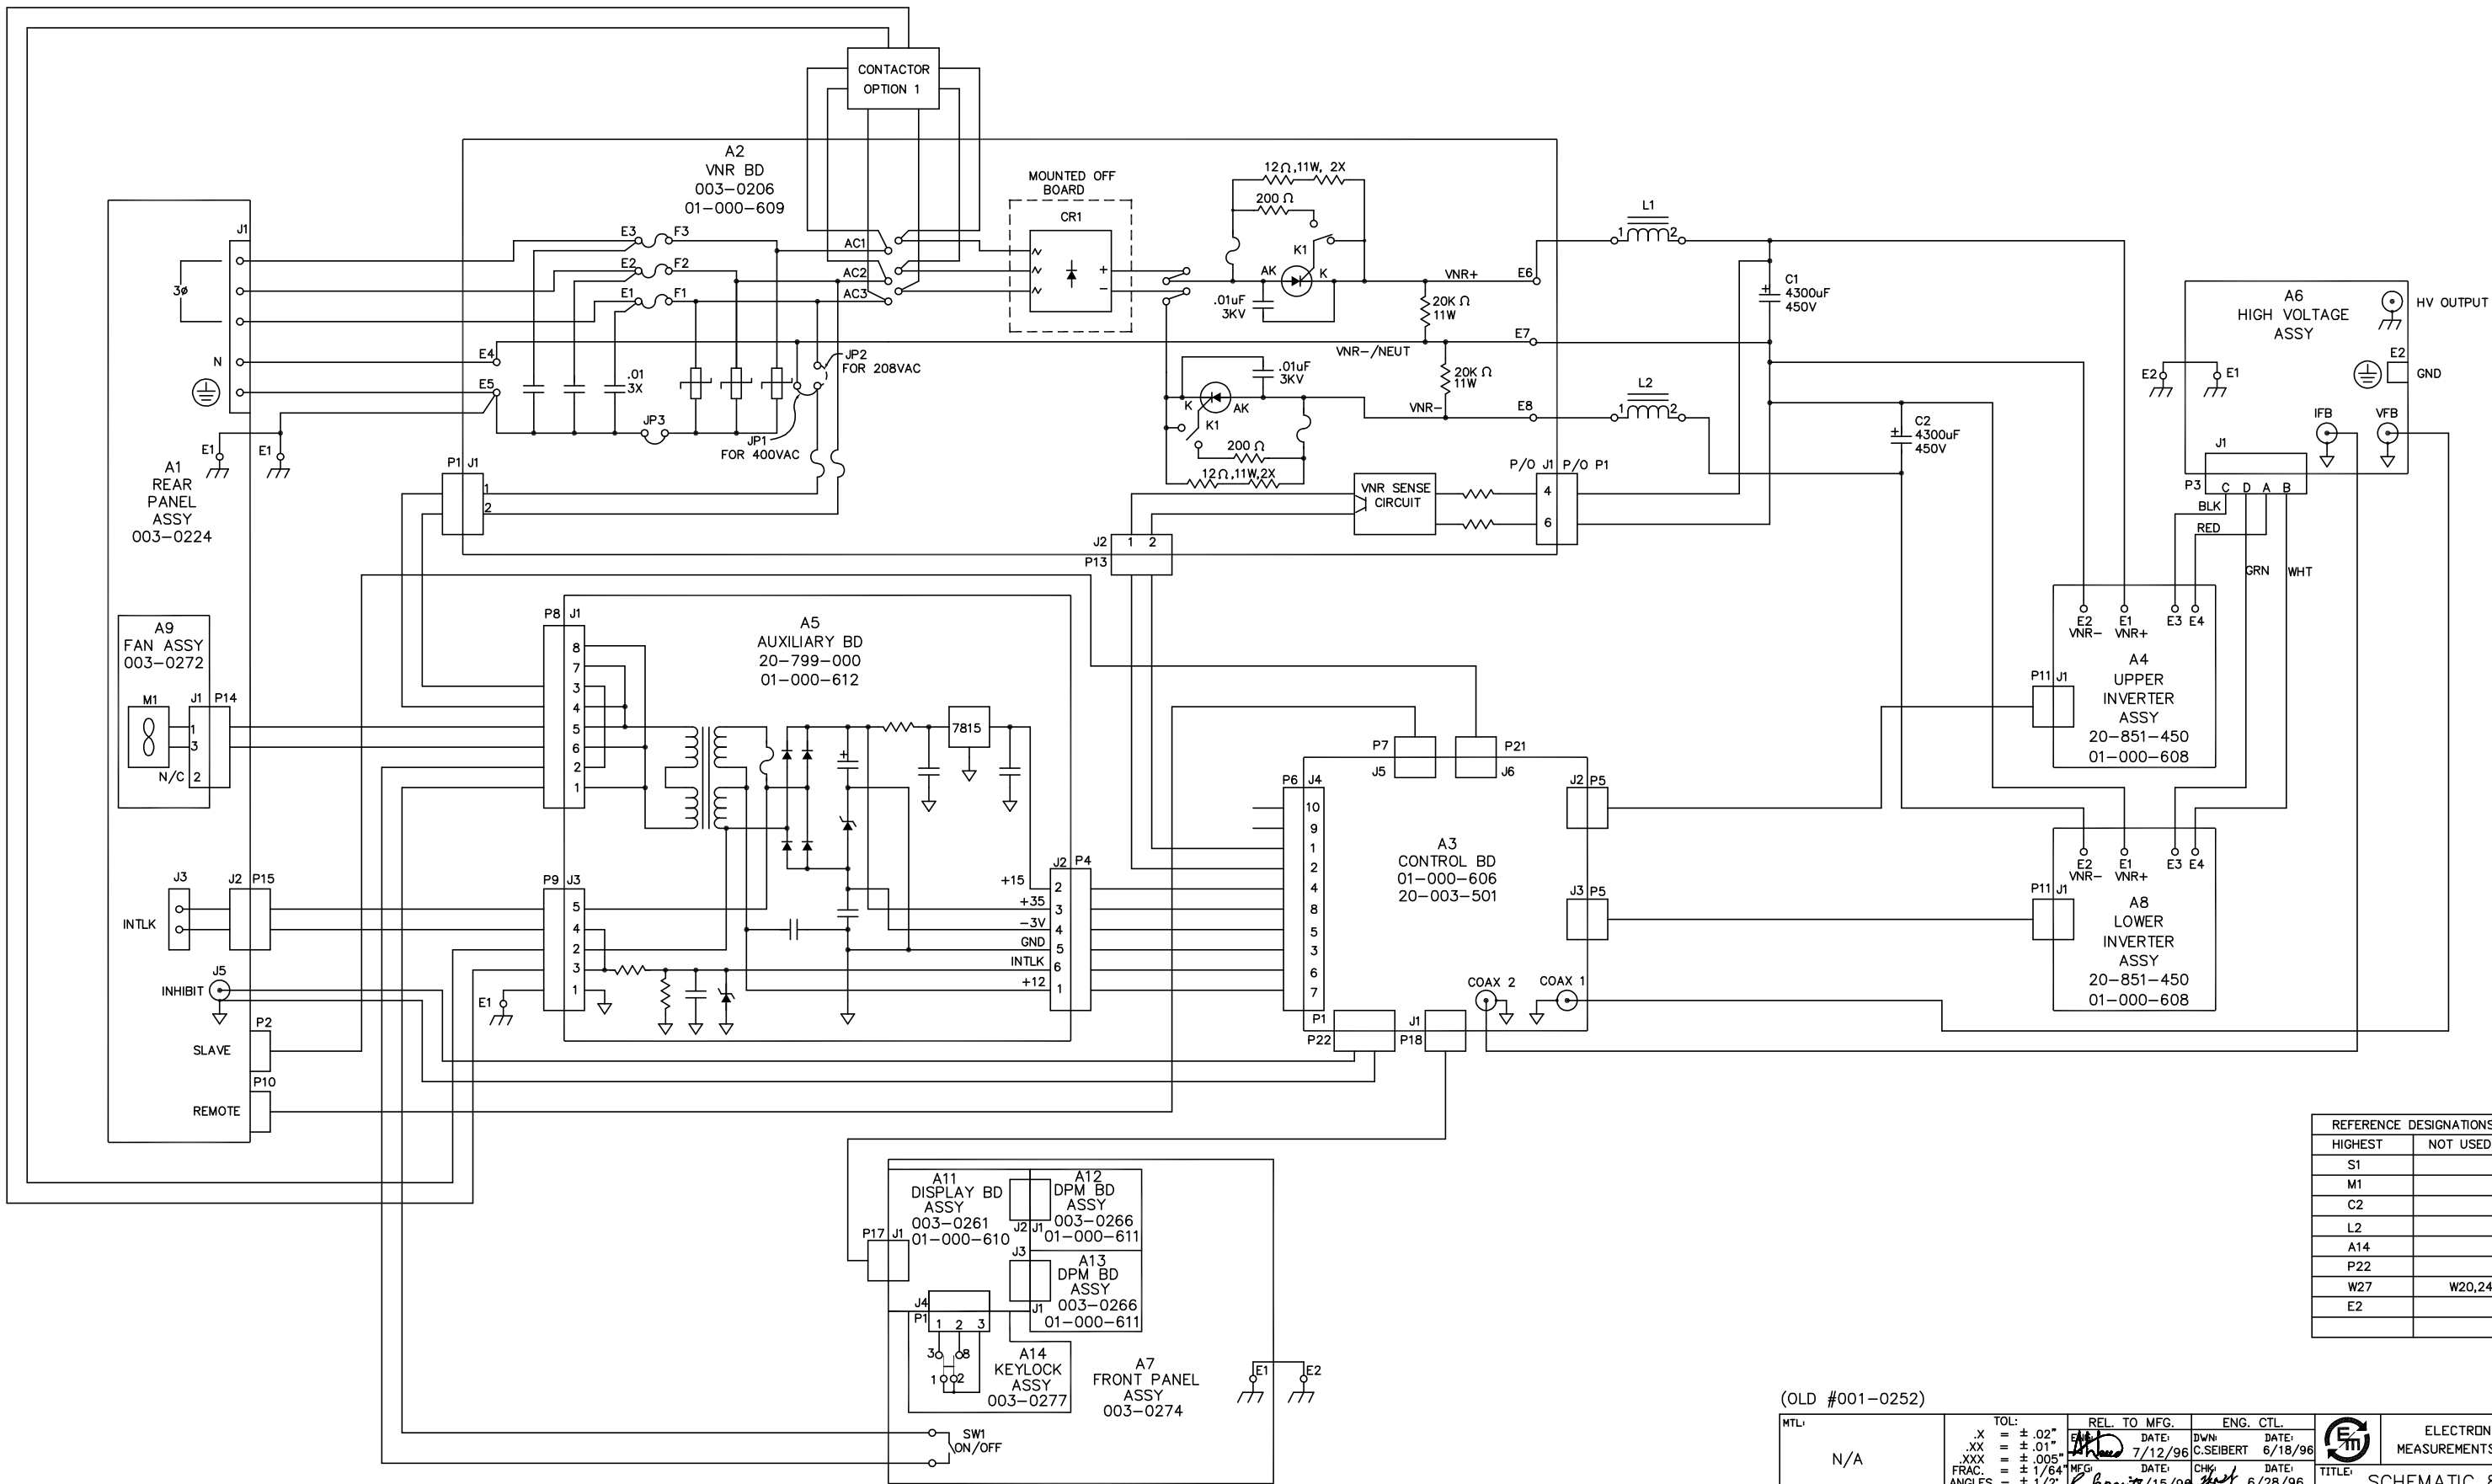 CONTACTOR
OPTION 1
A2
VNR BD
003-0206
01-000-609
MOUNTED OFF
BOARD
CR1
+
−
12Ω,11W, 2X
200 Ω
K1
AK
K
.01uF
3KV
VNR+
E6
20K Ω
11W
E7
VNR-/NEUT
L1
1
2
C1
+
4300uF
450V
J1
3ø
N
E3
F3
E2
F2
E1
F1
E4
E5
.01
3X
AC1
AC2
AC3
JP2
FOR 208VAC
JP3
JP1
FOR 400VAC
.01uF
3KV
K
AK
K1
200 Ω
12Ω,11W,2X
20K Ω
11W
VNR-
E8
L2
1
2
C2
+
4300uF
450V
A6
HIGH VOLTAGE
ASSY
HV OUTPUT
E2
GND
E2
E1
IFB
VFB
J1
P3
C D A B
BLK
RED
GRN
WHT
E1
E1
A1
REAR
PANEL
ASSY
003-0224
P1
J1
1
2
VNR SENSE
CIRCUIT
P/O J1
P/O P1
4
6
J2
1 2
P13
A9
FAN ASSY
003-0272
M1
J1
P14
1
3
N/C 2
P8
J1
8
7
3
4
5
6
2
1
A5
AUXILIARY BD
20-799-000
01-000-612
+
7815
P7
J5
P21
J6
P6
J4
10
9
1
2
4
8
5
3
6
7
A3
CONTROL BD
01-000-606
20-003-501
J2
P5
J3
P5
E2
VNR-
E1
VNR+
E3
E4
P11
J1
A4
UPPER
INVERTER
ASSY
20-851-450
01-000-608
E2
VNR-
E1
VNR+
E3
E4
P11
J1
A8
LOWER
INVERTER
ASSY
20-851-450
01-000-608
J3
INTLK
J2
P15
J5
INHIBIT
P2
SLAVE
P10
REMOTE
P9
J3
5
4
2
3
1
E1
J2
P4
+15
2
+35
3
-3V
4
GND
5
INTLK
6
+12
1
COAX 2
COAX 1
P1
P22
J1
P18
A11
DISPLAY BD
ASSY
003-0261
01-000-610
A12
DPM BD
ASSY
003-0266
01-000-611
J2
J1
P17
J1
J3
A13
DPM BD
ASSY
003-0266
01-000-611
J1
J4
P1
1 2 3
3
8
1
2
A14
KEYLOCK
ASSY
003-0277
A7
FRONT PANEL
ASSY
003-0274
E1
E2
SW1
ON/OFF
REFERENCE DESIGNATIONS
HIGHEST NOT USED
S1
M1
C2
L2
A14
P22
W27 W20,24
E2
(OLD #001-0252)
MTL:
N/A
TOL:
.X = ± .02"
.XX = ± .01"
.XXX = ± .005"
FRAC. = ± 1/64"
ANGLES = ± 1/2°
REL. TO MFG.
ENG. CTL.
ENG:
DATE:
7/12/96
DWN:
DATE:
C.SEIBERT 6/18/96
MFG:
DATE:
CHK:
DATE:
6/28/96
EM
ELECTRON
MEASUREMENTS
TITLE: